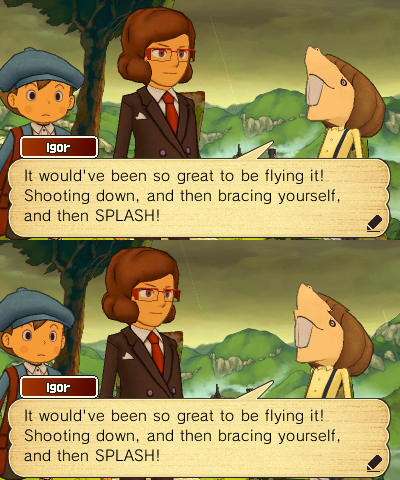 Igor
It would've been so great to be flying it!
Shooting down, and then bracing yourself,
and then SPLASH!
Igor
It would've been so great to be flying it!
Shooting down, and then bracing yourself,
and then SPLASH!